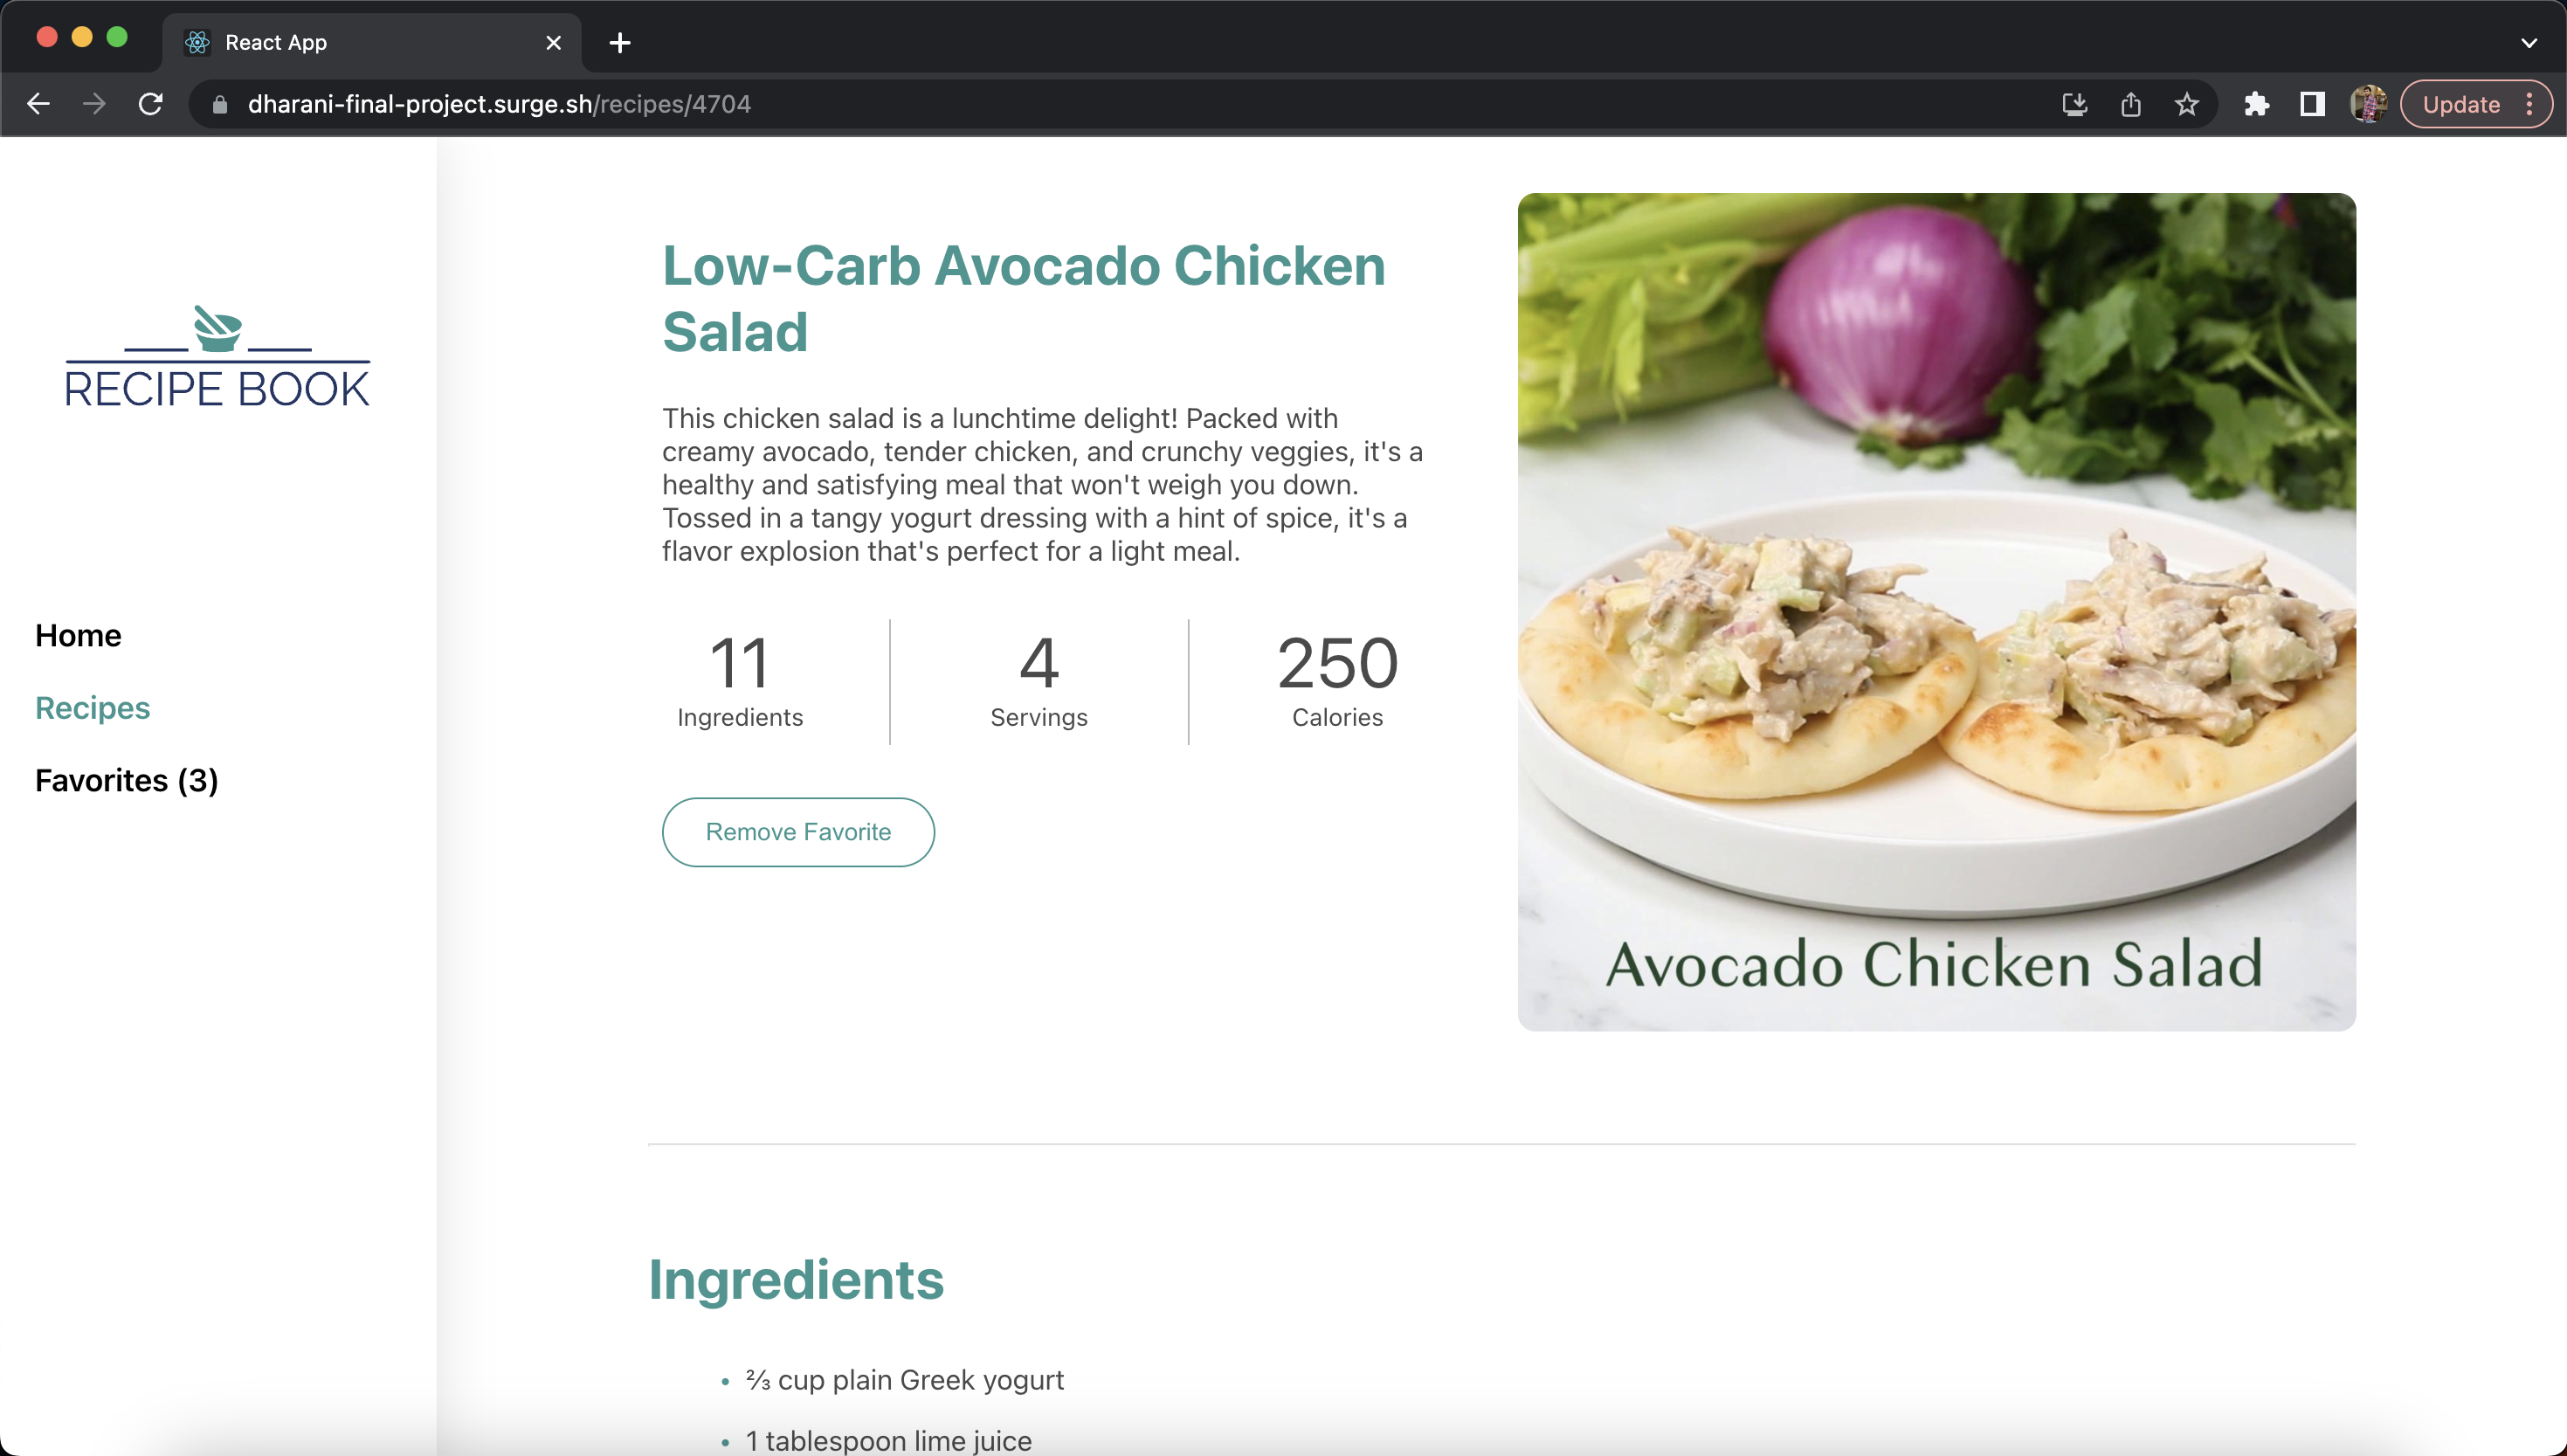 React App
dharani-final-project.surge.sh/recipes/4704
Update
RECIPE BOOK
Home
Recipes
Favorites (3)
Low-Carb Avocado Chicken
Salad
This chicken salad is a lunchtime delight! Packed with
creamy avocado, tender chicken, and crunchy veggies, it's a
healthy and satisfying meal that won't weigh you down.
Tossed in a tangy yogurt dressing with a hint of spice, it's a
flavor explosion that's perfect for a light meal.
11
Ingredients
4
Servings
250
Calories
Remove Favorite
Avocado Chicken Salad
Ingredients
• ⅔ cup plain Greek yogurt
• 1 tablespoon lime juice